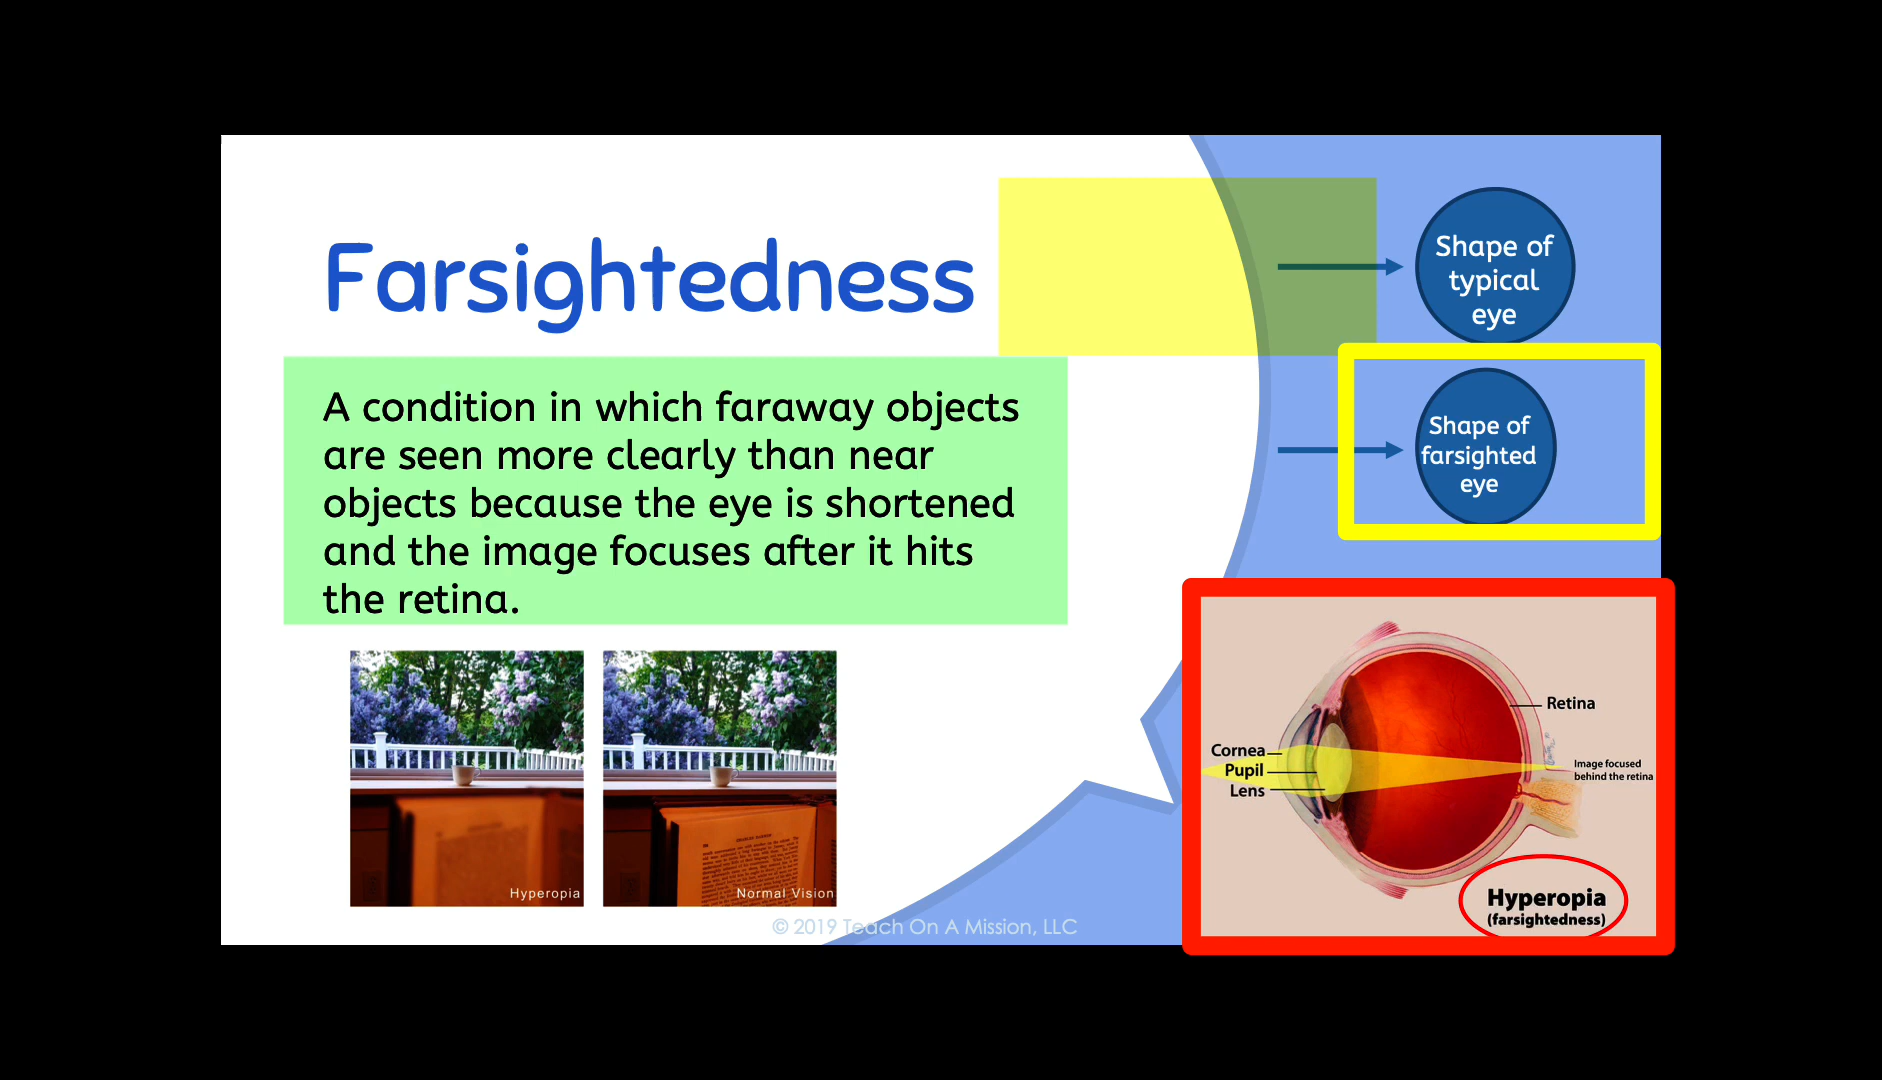 Farsightedness
A condition in which faraway objects
are seen more clearly than near
objects because the eye is shortened
and the image focuses after it hits
the retina.
Shape of
typical
eye
Shape of
farsighted
eye
Hyperopia
CHARLES DARWIN
Normal Vision
Cornea
Pupil
Lens
Retina
Image focused
behind the retina
Hyperopia
(farsightedness)
© 2019 Teach On A Mission, LLC